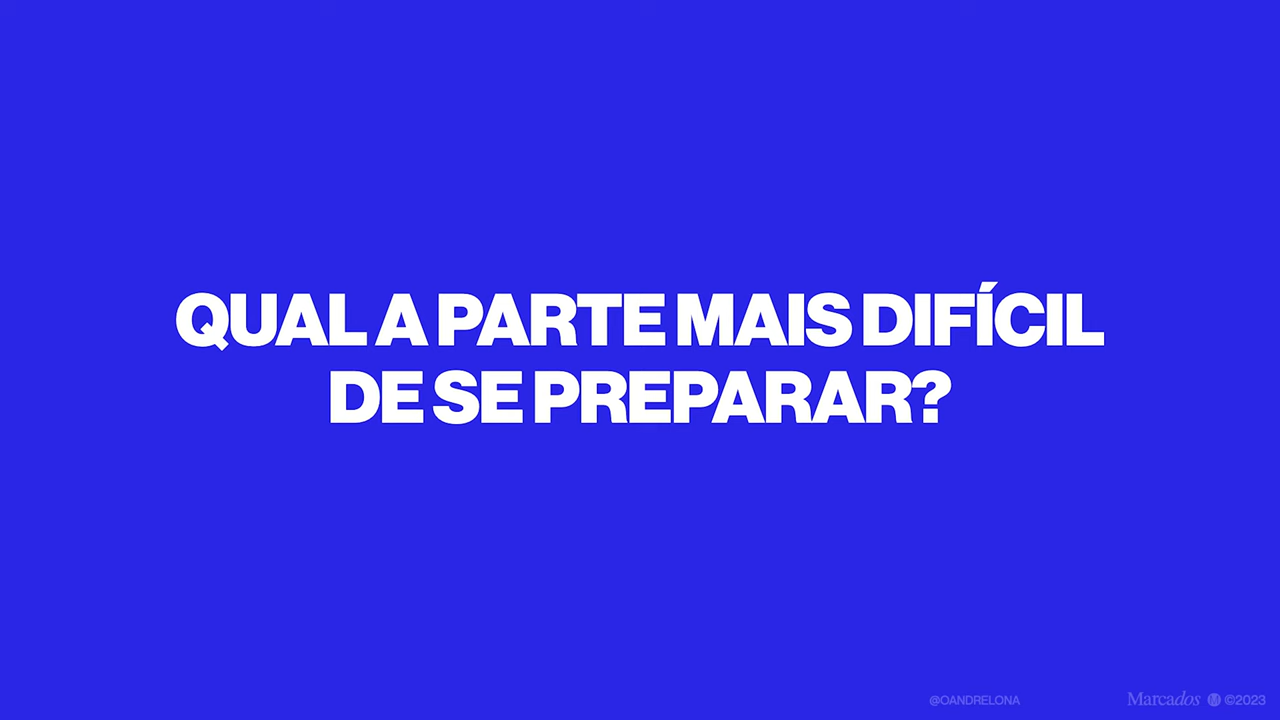 QUAL A PARTE MAIS DIFÍCIL
DE SE PREPARAR?
@OANDRELONA
Marcados ©2023